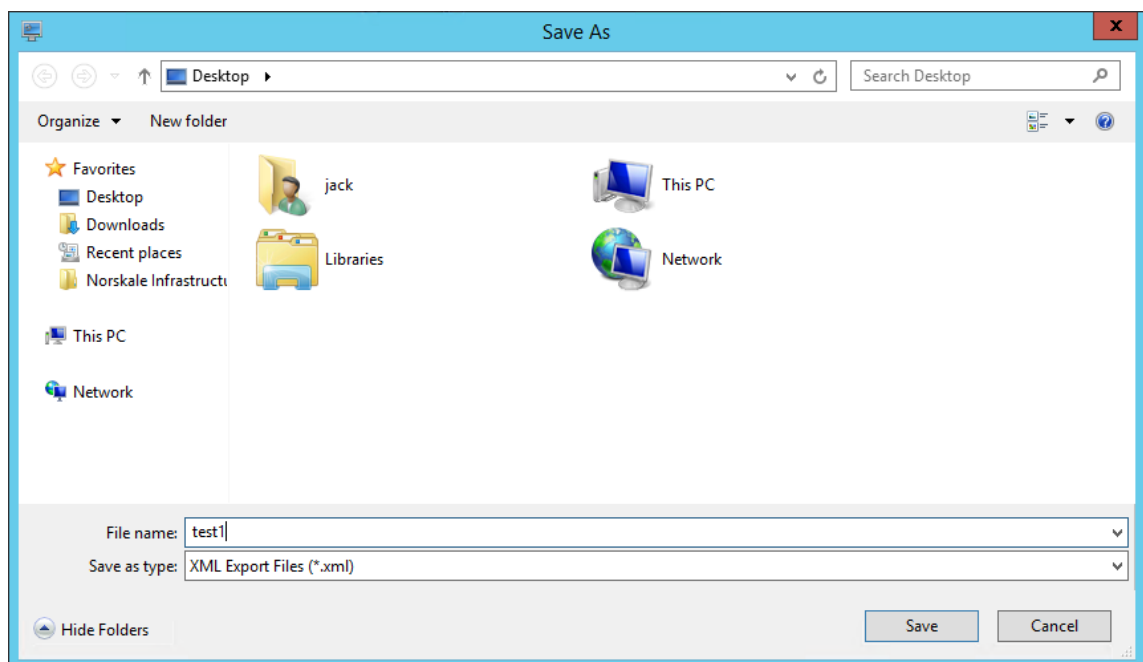 Save As
Desktop
Search Desktop
Organize
New folder
Favorites
Desktop
Downloads
Recent places
Norskale Infrastructu
This PC
Network
jack
This PC
Libraries
Network
File name: test1
Save as type: XML Export Files (*.xml)
Hide Folders
Save
Cancel